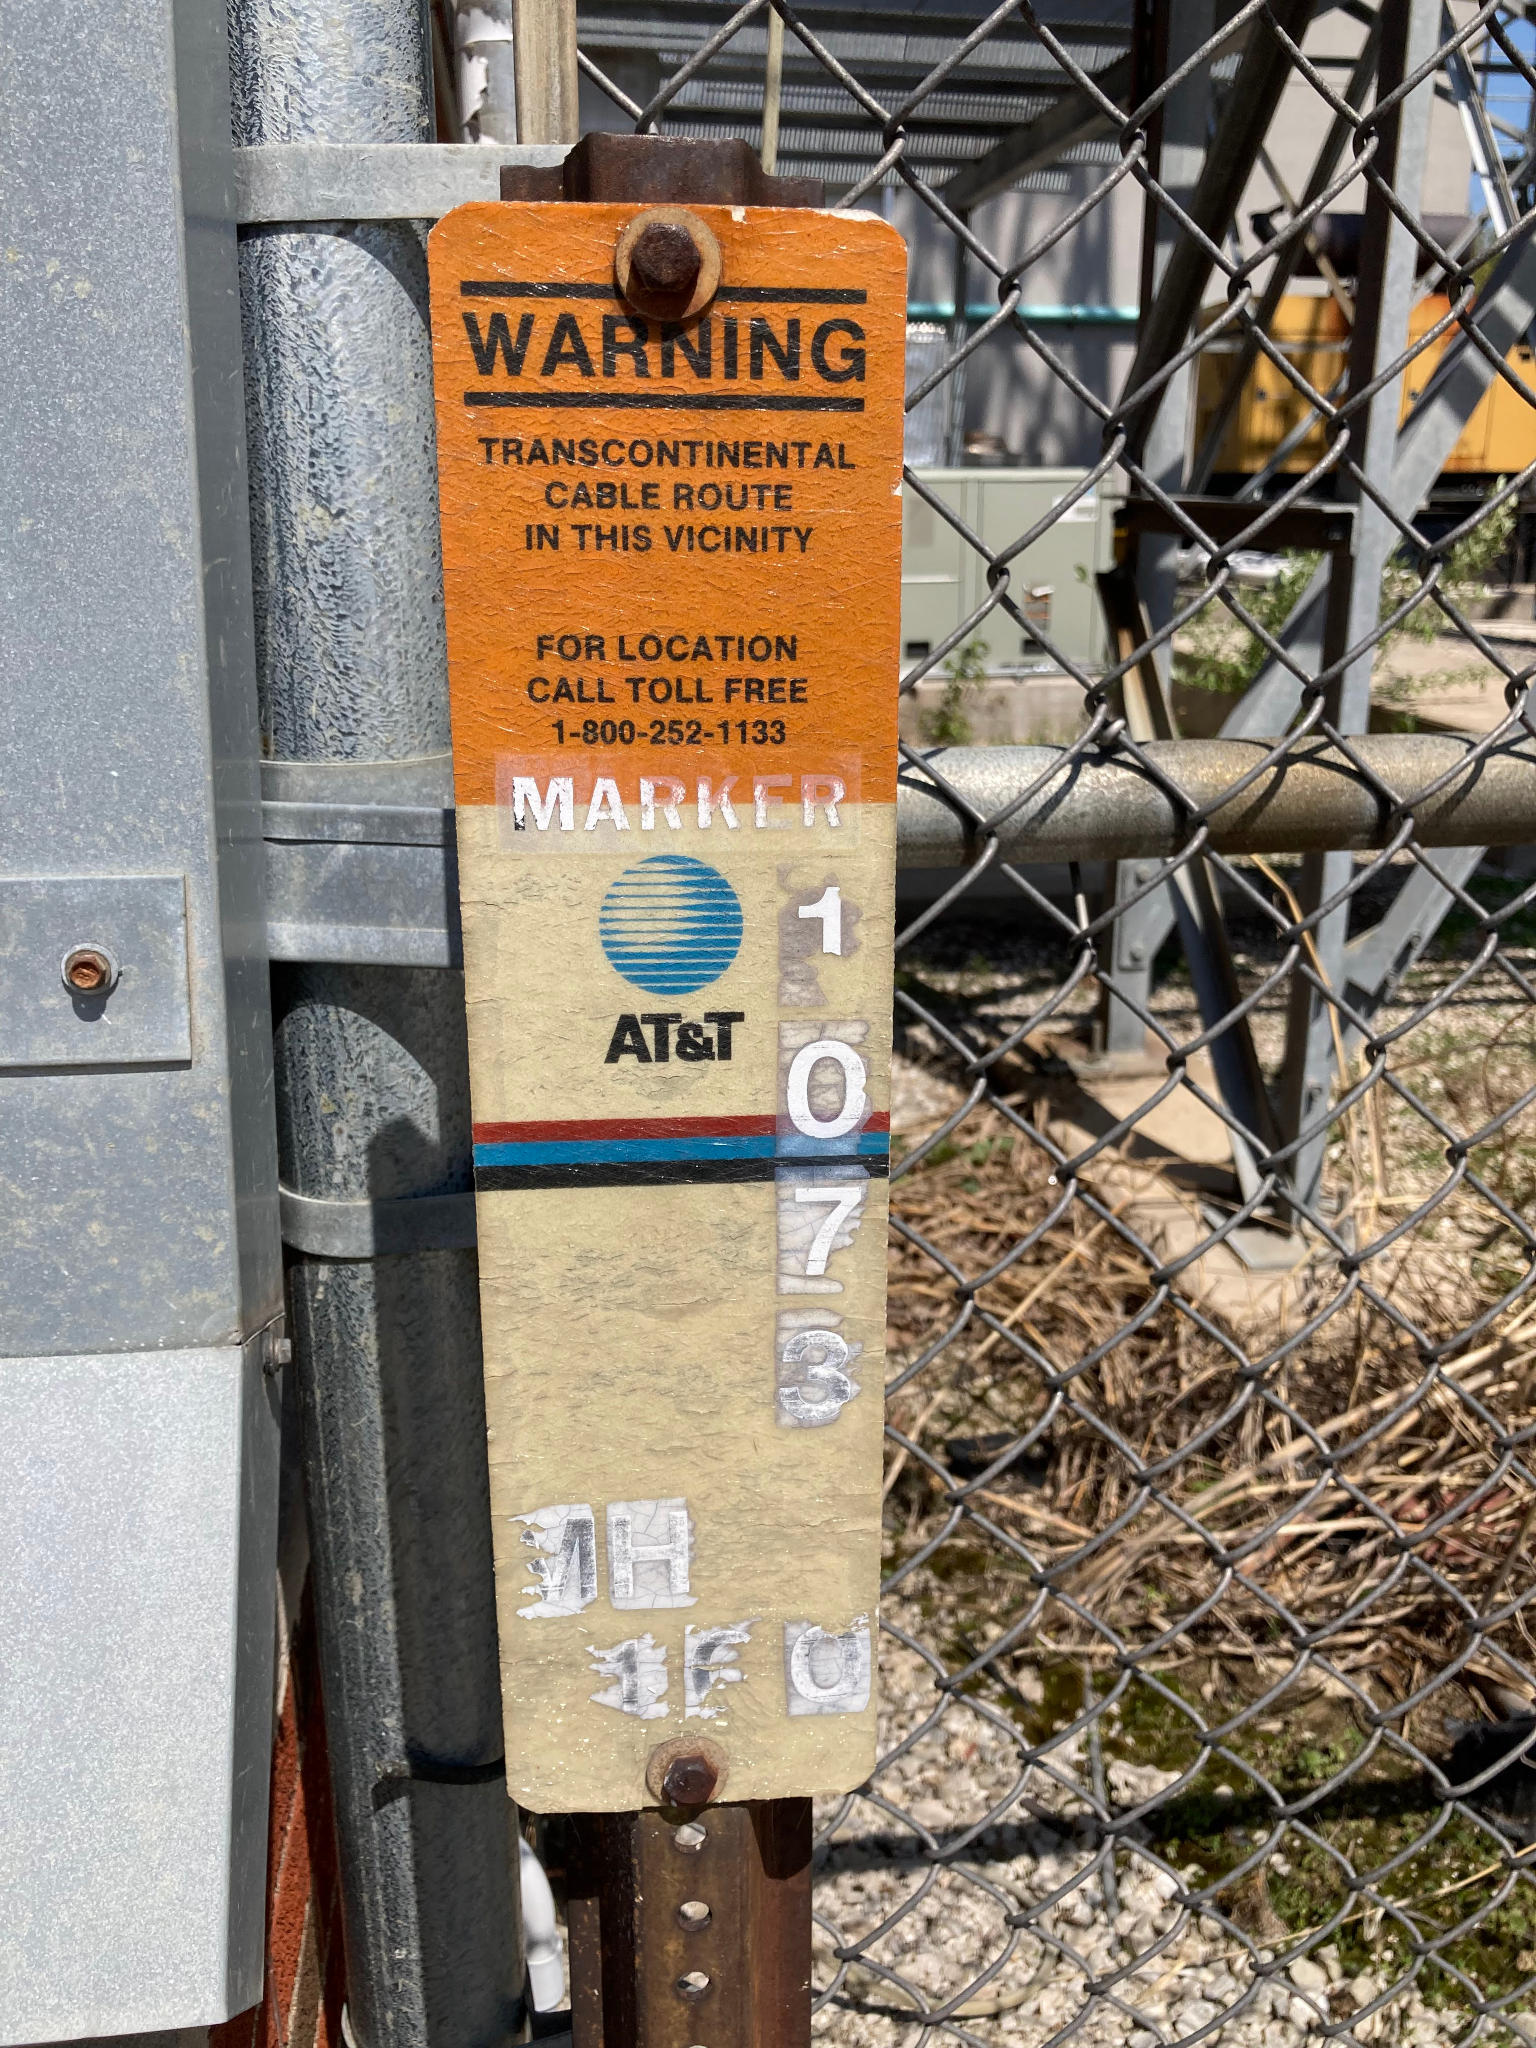 WARNING
TRANSCONTINENTAL
CABLE ROUTE
IN THIS VICINITY
FOR LOCATION
CALL TOLL FREE
1-800-252-1133
MARKER
1
0
7
3
AT&T
MH